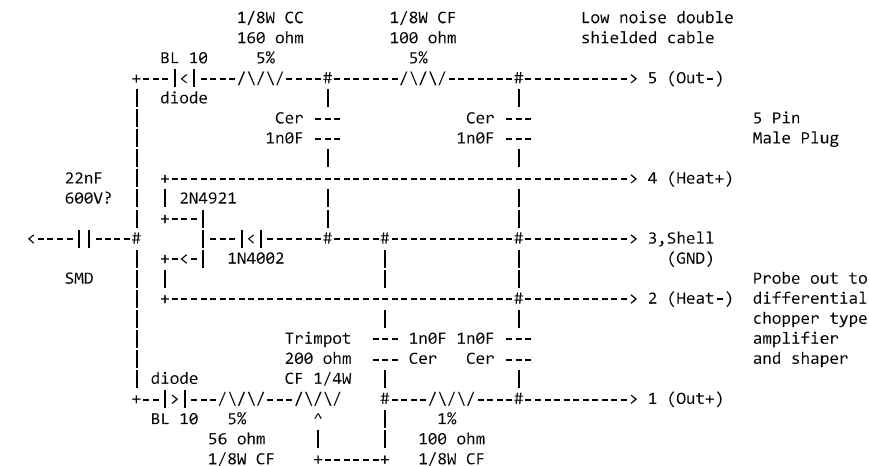 1/8W CC 1/8W CF Low noise double
160 ohm 100 ohm shielded cable
BL 10 5% 5%
+---|<|----/\/\/----#-------/\/\/-------#-----------> 5 (Out-)
diode
Cer --- Cer --- 5 Pin
1n0F --- 1n0F --- Male Plug
22nF +-------------------------------------------------> 4 (Heat+)
600V? | 2N4921
+---|
<----||----# |---|<|------#-----#-------------#-----------> 3,Shell
+-<-| 1N4002 (GND)
SMD Probe out to
+------------------------------------#-----------> 2 (Heat-) differential
chopper type
Trimpot --- 1n0F 1n0F --- amplifier
200 ohm --- Cer Cer --- and shaper
diode CF 1/4W
+--|>|---/\/\/---/\/\/ #----/\/\/----#-----------> 1 (Out+)
BL 10 5% ^ 1%
56 ohm | | 100 ohm
1/8W CF +------+ 1/8W CF